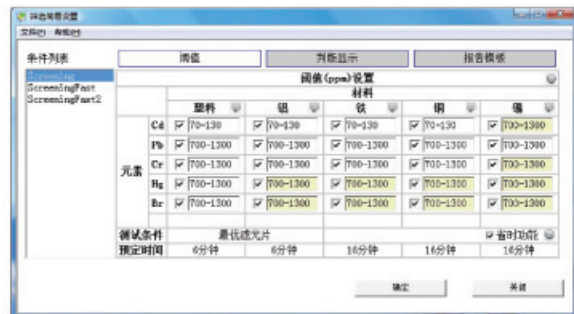 筛选简易设置
文件(F) 帮助(H)
条件列表
Screening
ScreeningFast
ScreeningFast2
阈值 判断显示 报告模板
阈值(ppm)设置
材料
塑料 铝 铁 铜 锡
元素
Cd 70-130 70-130 70-130 70-130 700-1300
Pb 700-1300 700-1300 700-1300 700-1300 700-1300
Cr 700-1300 700-1300 700-1300 700-1300 700-1300
Hg 700-1300 700-1300 700-1300 700-1300 700-1300
Br 700-1300 700-1300 700-1300 700-1300 700-1300
测试条件 最优滤光片 省时功能
预定时间 6分钟 6分钟 16分钟 16分钟 16分钟
确定 关闭